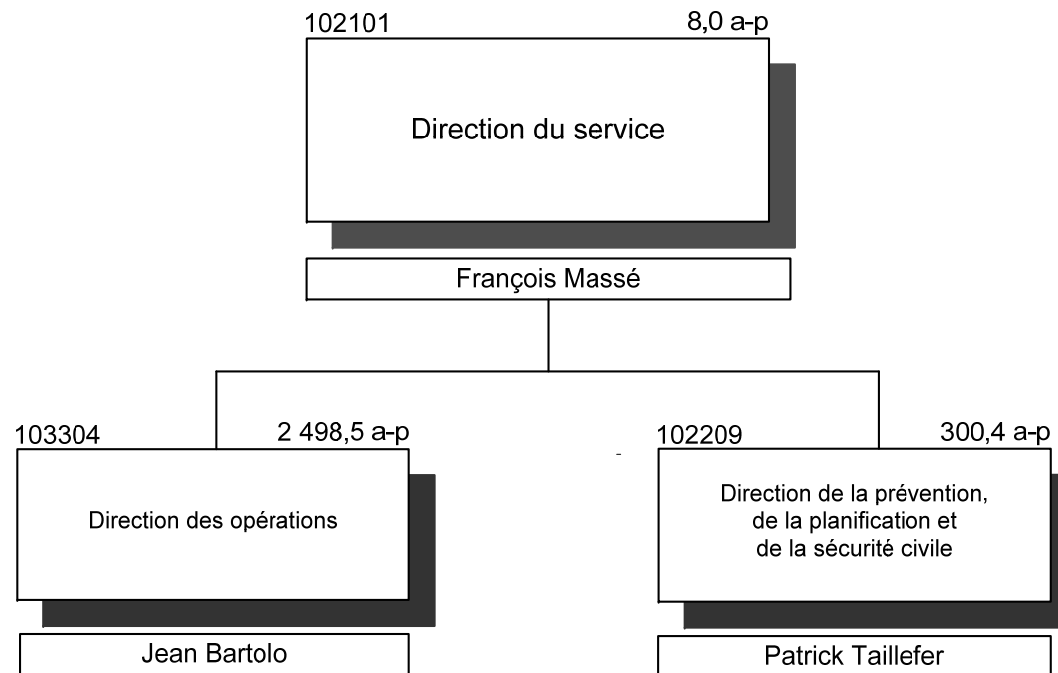 102101 8,0 a-p
Direction du service
François Massé
103304 2 498,5 a-p
Direction des opérations
Jean Bartolo
102209 300,4 a-p
Direction de la prévention,
de la planification et
de la sécurité civile
Patrick Taillefer